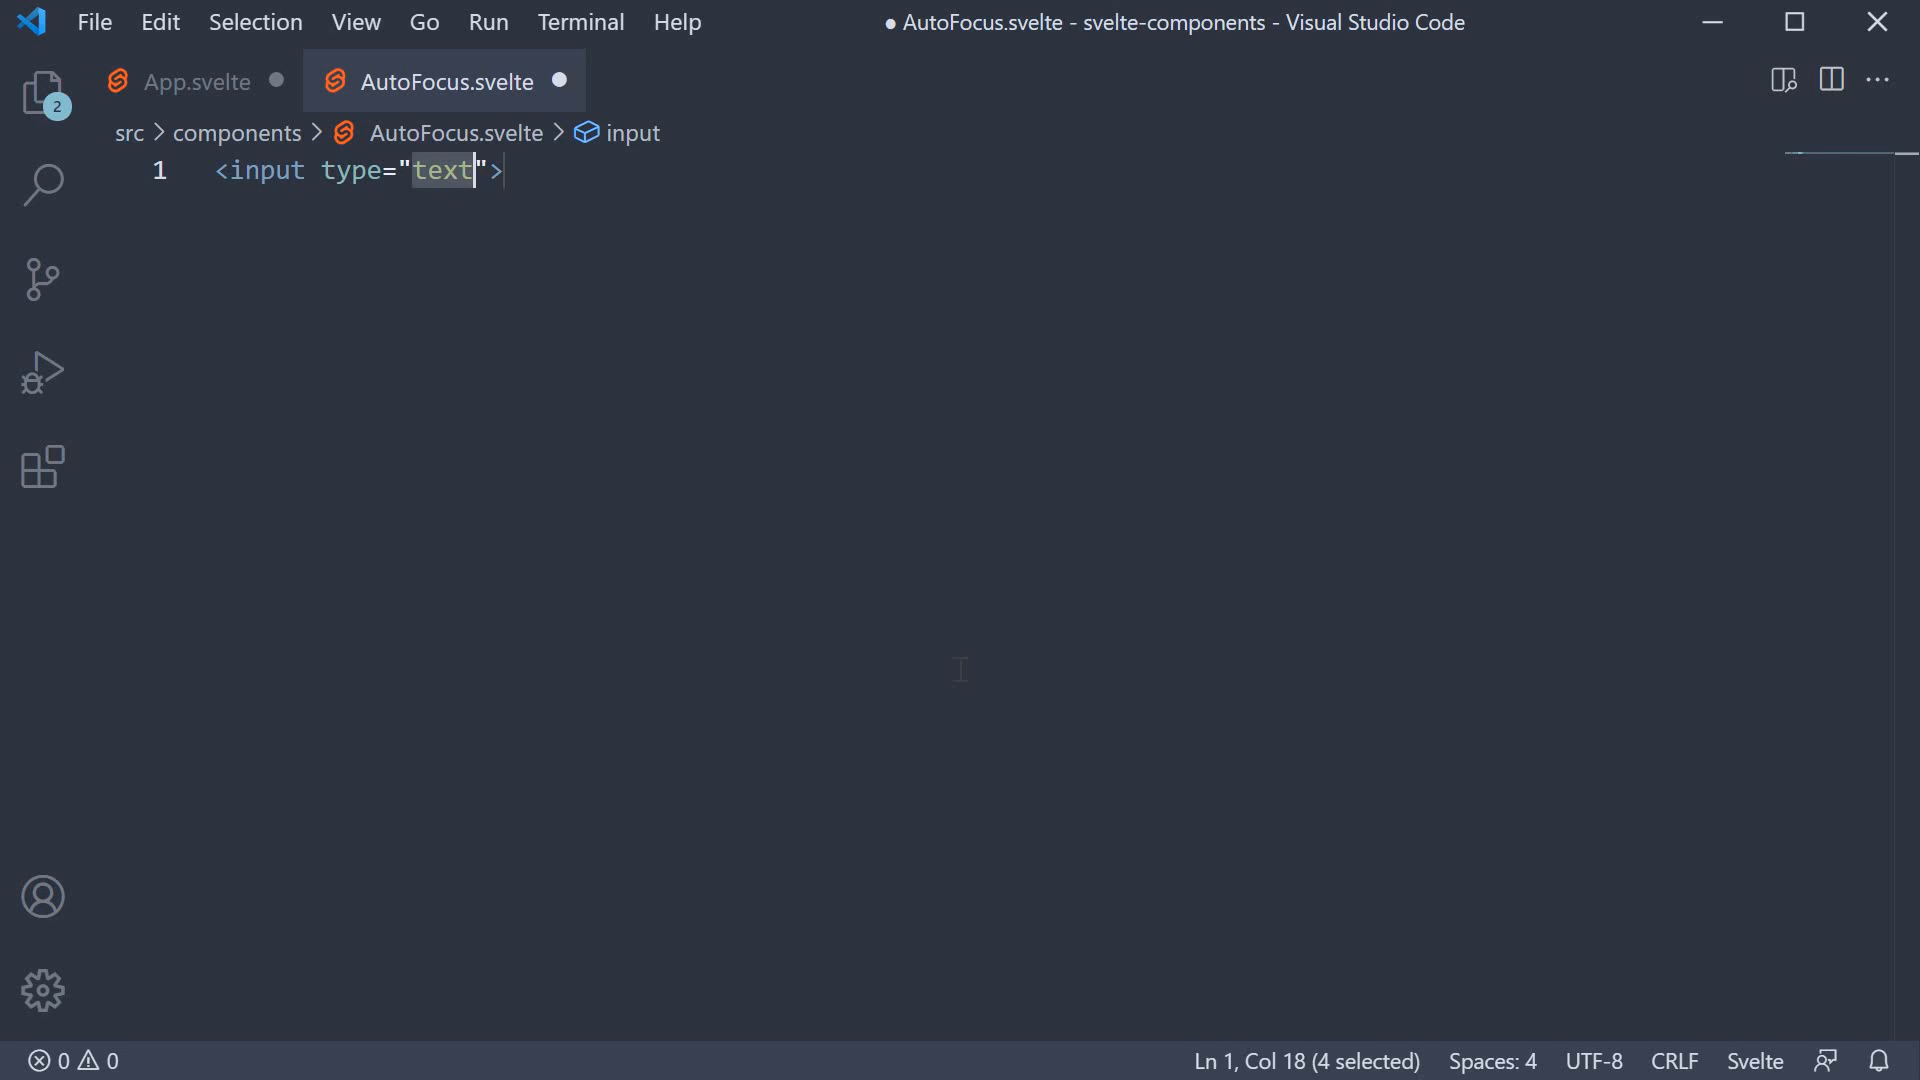 File Edit Selection View Go Run Terminal Help ● AutoFocus.svelte - svelte-components - Visual Studio Code
App.svelte ● AutoFocus.svelte ●
2
src > components > AutoFocus.svelte > input
1 <input type="text">
0 0 Ln 1, Col 18 (4 selected) Spaces: 4 UTF-8 CRLF Svelte